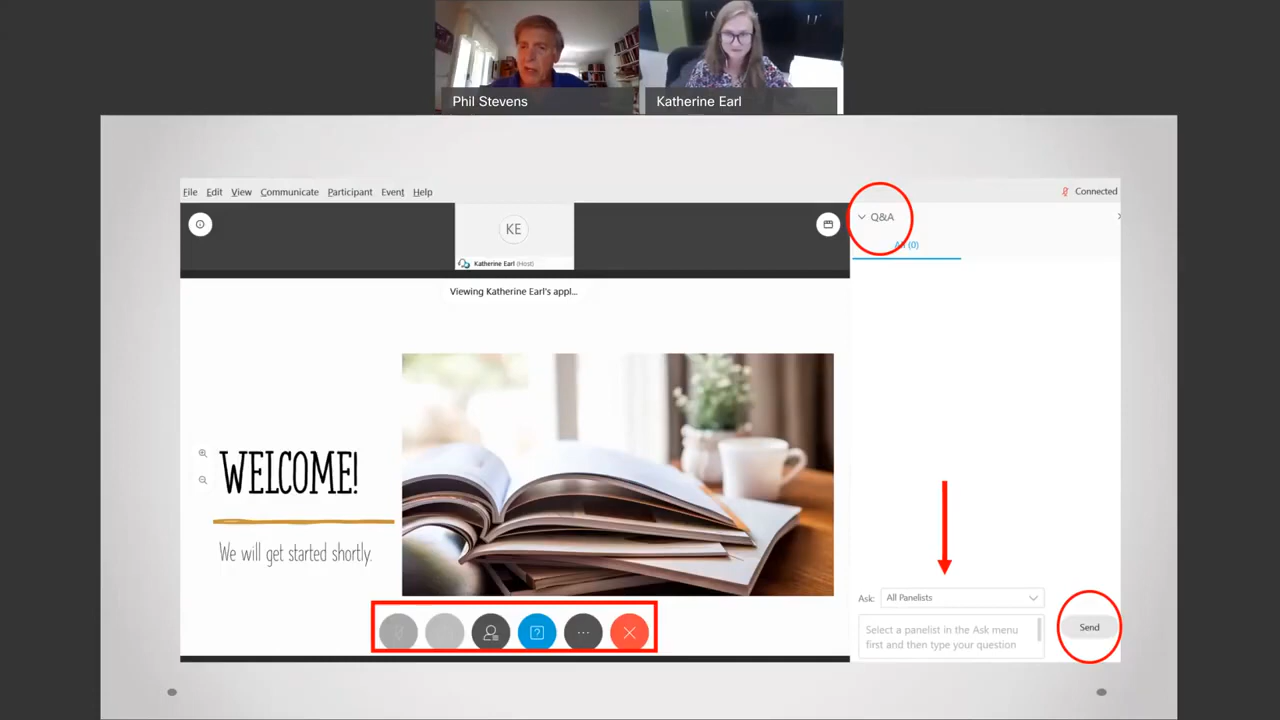 Phil Stevens
Katherine Earl
File Edit View Communicate Participant Event Help
Connected
Q&A
KE
Katherine Earl (Host)
Viewing Katherine Earl's appl...
WELCOME!
We will get started shortly.
Ask: All Panelists
Select a panelist in the Ask menu
first and then type your question
Send